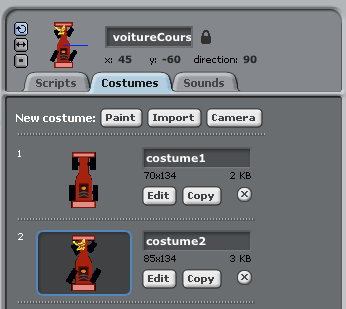 voitureCours
x: 45 y: -60 direction: 90
Scripts Costumes Sounds
New costume: Paint Import Camera
1
costume1
70x134 2 KB
Edit Copy
2
costume2
85x134 3 KB
Edit Copy